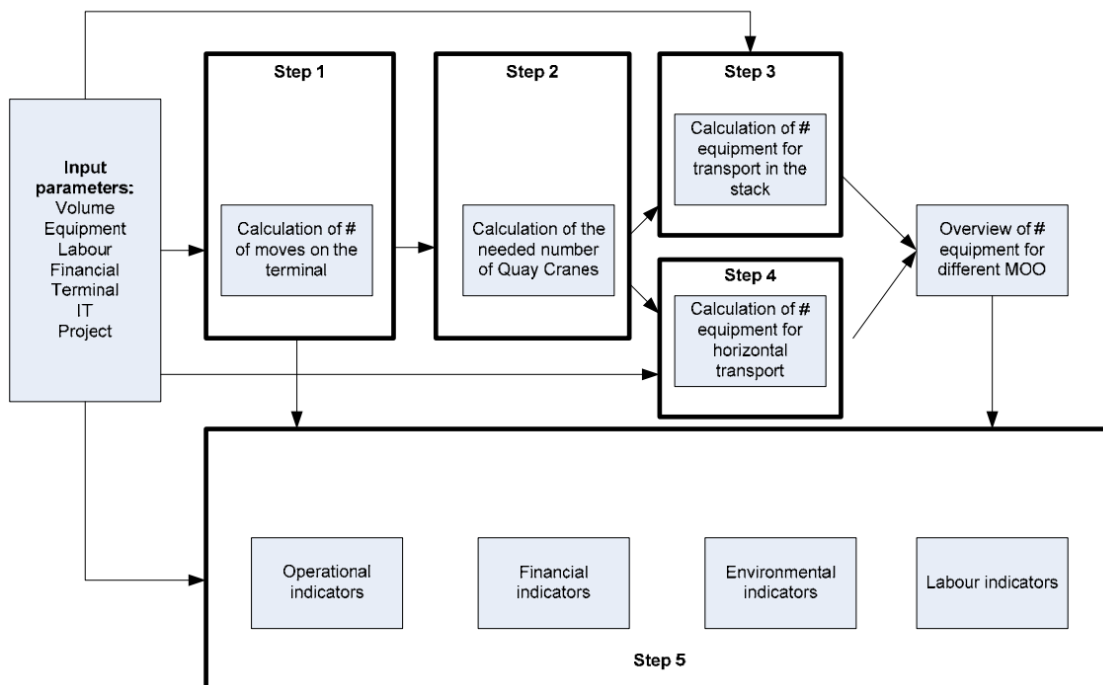 Step 1
Step 2
Step 3
Input
parameters:
Volume
Equipment
Labour
Financial
Terminal
IT
Project
Calculation of #
of moves on the
terminal
Calculation of the
needed number
of Quay Cranes
Calculation of #
equipment for
transport in the
stack
Step 4
Calculation of #
equipment for
horizontal
transport
Overview of #
equipment for
different MOO
Operational
indicators
Financial
indicators
Environmental
indicators
Labour indicators
Step 5